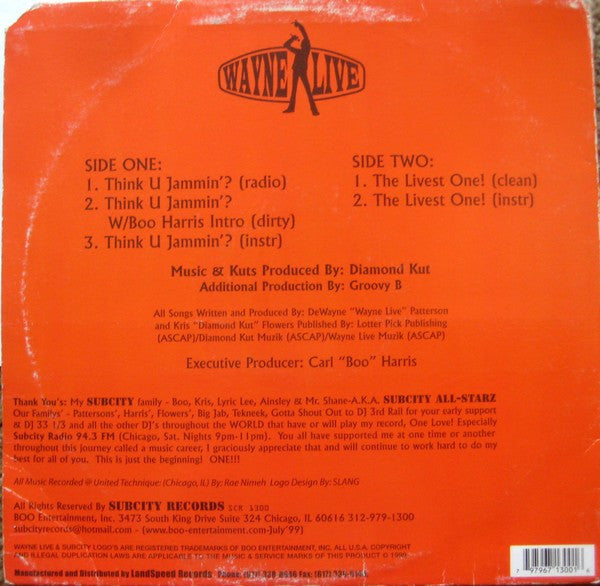 WAYNE LIVE
SIDE ONE:
1. Think U Jammin'? (radio)
2. Think U Jammin'?
W/Boo Harris Intro (dirty)
3. Think U Jammin'? (instr)
SIDE TWO:
1. The Livest One! (clean)
2. The Livest One! (instr)
Music & Kuts Produced By: Diamond Kut
Additional Production By: Groovy B
All Songs Written and Produced By: DeWayne "Wayne Live" Patterson
and Kris "Diamond Kut" Flowers Published By: Lotter Pick Publishing
(ASCAP)/Diamond Kut Muzik (ASCAP)/Wayne Live Muzik (ASCAP)
Executive Producer: Carl "Boo" Harris
Thank You's: My SUBCITY family - Boo, Kris, Lyric Lee, Ainsley & Mr. Shane-A.K.A. SUBCITY ALL-STARZ
Our Familys' - Pattersons', Harris', Flowers', Big Jab, Tekneek, Gotta Shout Out to DJ 3rd Rail for your early support
& DJ 33 1/3 and all the other DJ's throughout the WORLD that have or will play my record, One Love! Especially
Subcity Radio 94.3 FM (Chicago, Sat. Nights 9pm-11pm). You all have supported me at one time or another
throughout this Journey called a music career, I graciously appreciate that and will continue to work hard to do my
best for all of you. This is just the beginning! ONE!!!
All Music Recorded @ United Technique: (Chicago, IL) By: Rae Nimeh Logo Design By: SLANG
All Rights Reserved By SUBCITY RECORDS SCR 1300
BOO Entertainment, Inc. 3473 South King Drive Suite 324 Chicago, IL 60616 312-979-1300
subcityrecords@hotmail.com - (www.boo-entertainment.com-July'99)
WAYNE LIVE & SUBCITY LOGO'S ARE REGISTERED TRADEMARKS OF BOO ENTERTAINMENT, INC. ALL U.S.A. COPYRIGHT
AND ILLEGAL DUPLICATION LAWS ARE APPLICABLE TO THE MUSIC & SERVICE MARKS OF THIS PRODUCT ©
Manufactured and Distributed by LandSpeed Records Phone: Fax: (617)
7 97967 13001 6